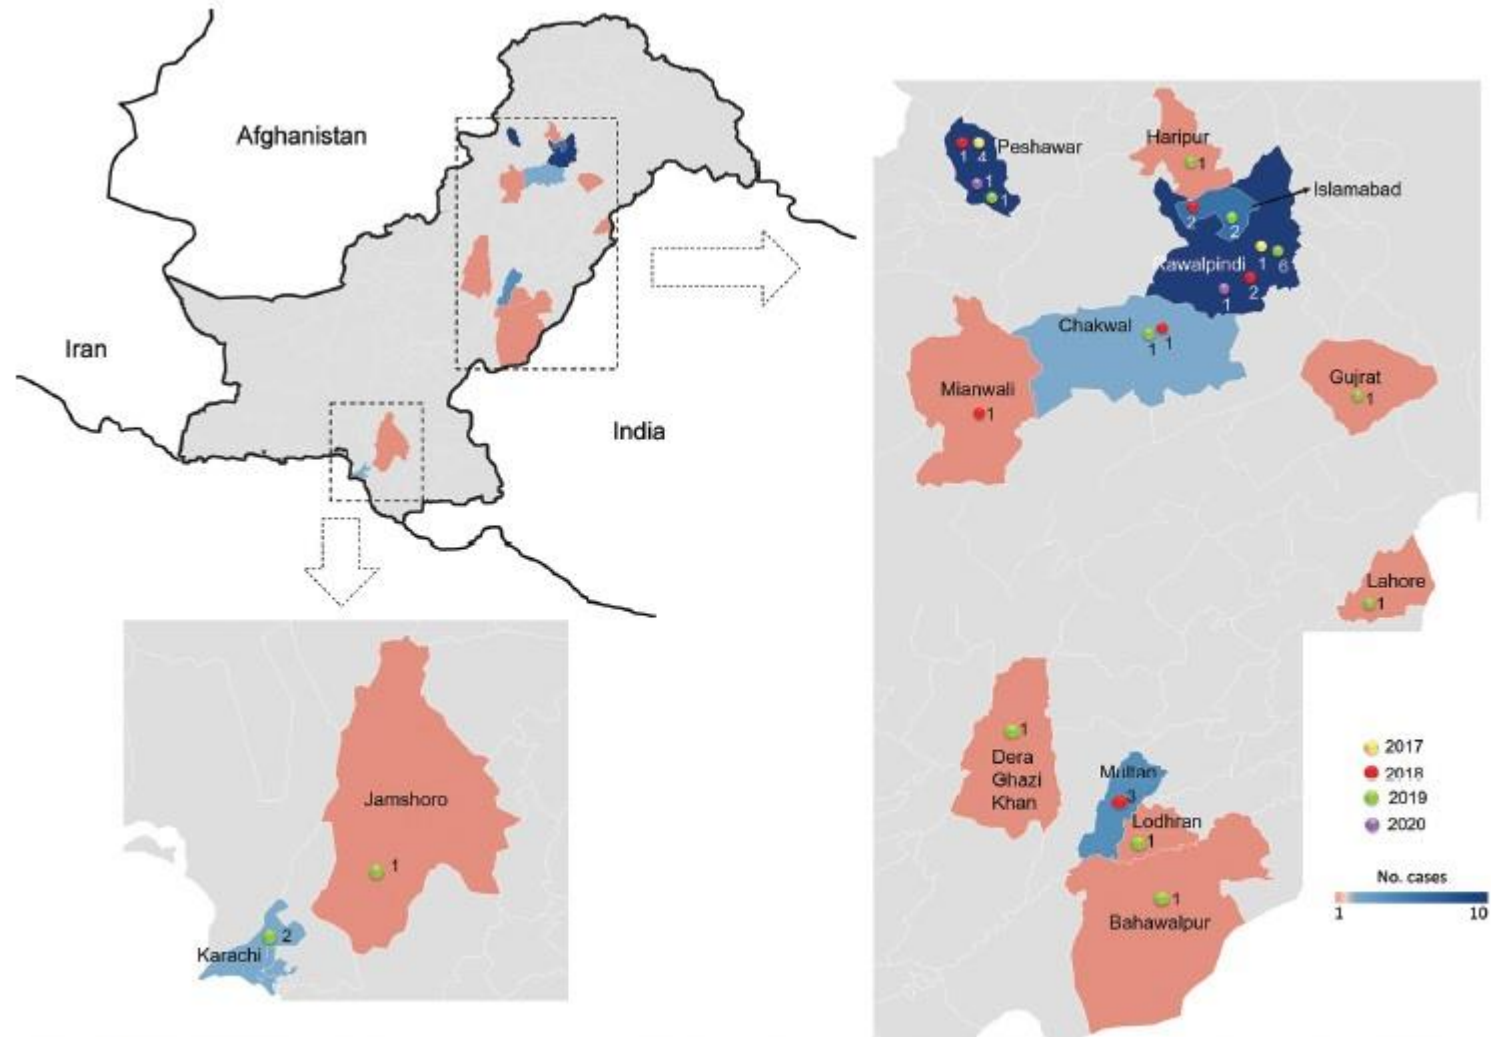 Afghanistan
Iran
India
Peshawar
1
4
1
1
Haripur
1
Islamabad
2
2
Rawalpindi
1
6
2
1
Chakwal
1
1
Mianwali
1
Gujrat
1
Lahore
1
1
Dera
Ghazi
Khan
Multan
3
Lodhran
1
1
Bahawalpur
Jamshoro
1
2
Karachi
2017
2018
2019
2020
No. cases
1
10